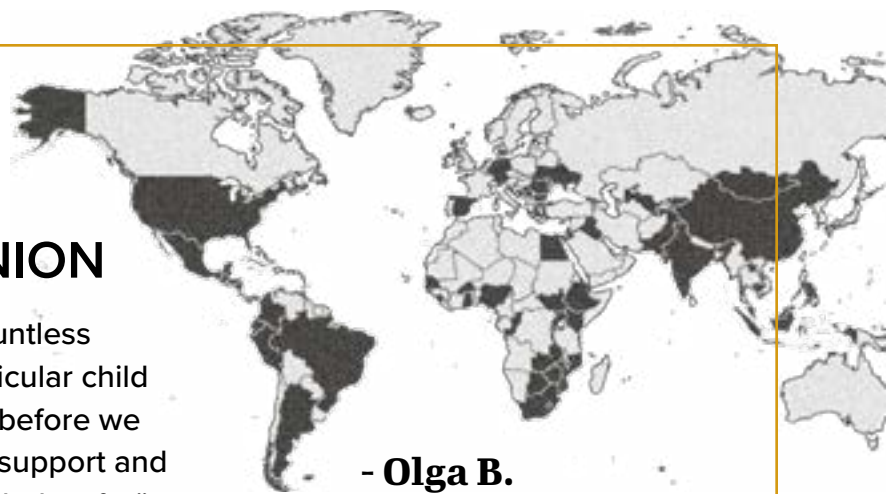 NION
untless
icular child
before we
support and
- Olga B.